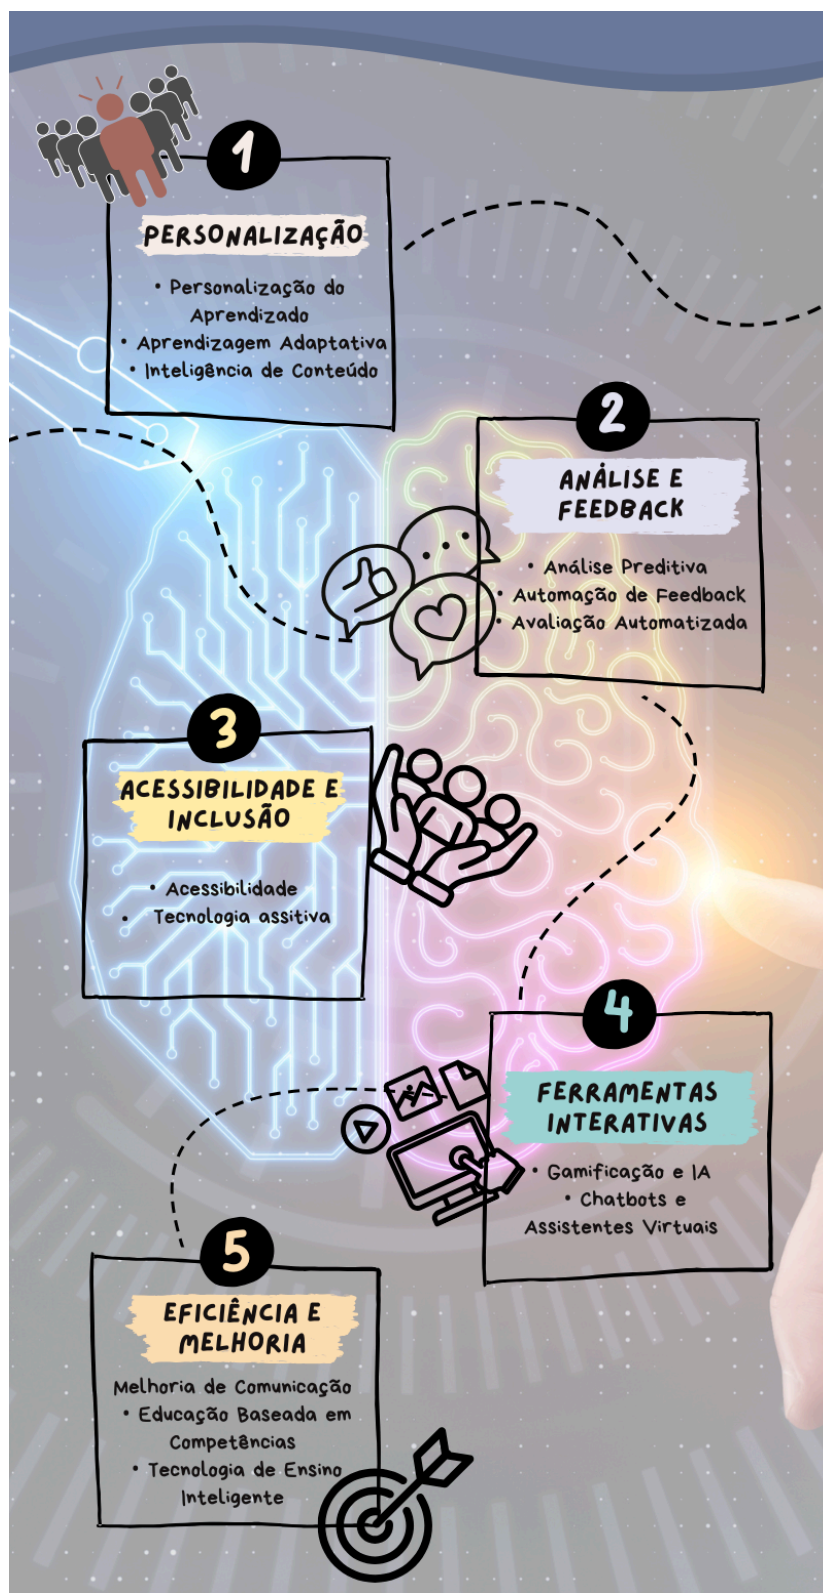 1
PERSONALIZAÇÃO
• Personalização do
Aprendizado
• Aprendizagem Adaptativa
• Inteligência de Conteúdo
2
ANÁLISE E
FEEDBACK
• Análise Preditiva
• Automação de Feedback
• Avaliação Automatizada
3
ACESSIBILIDADE E
INCLUSÃO
• Acessibilidade
• Tecnologia assitiva
4
FERRAMENTAS
INTERATIVAS
• Gamificação e IA
• Chatbots e
Assistentes Virtuais
5
EFICIÊNCIA E
MELHORIA
Melhoria de Comunicação
• Educação Baseada em
Competências
• Tecnologia de Ensino
Inteligente